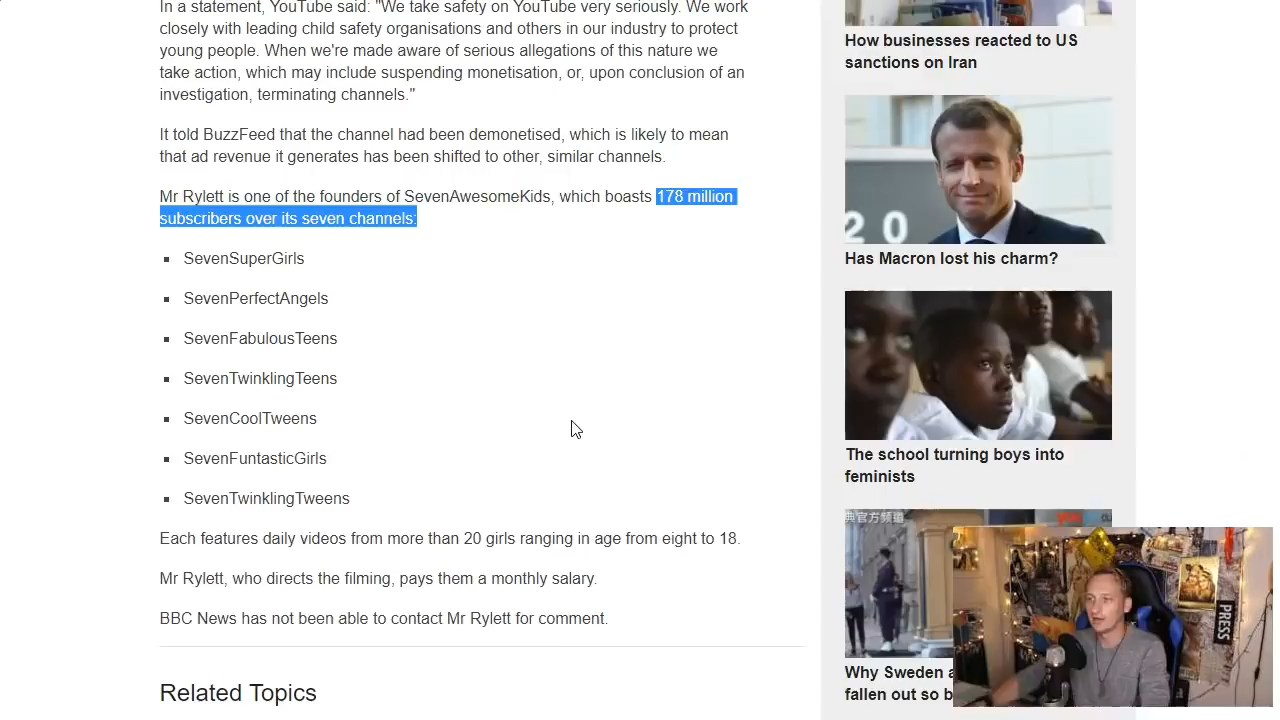 In a statement, YouTube said: "We take safety on YouTube very seriously. We work
closely with leading child safety organisations and others in our industry to protect
young people. When we're made aware of serious allegations of this nature we
take action, which may include suspending monetisation, or, upon conclusion of an
investigation, terminating channels."
It told BuzzFeed that the channel had been demonetised, which is likely to mean
that ad revenue it generates has been shifted to other, similar channels.
Mr Rylett is one of the founders of SevenAwesomeKids, which boasts 178 million
subscribers over its seven channels:
SevenSuperGirls
SevenPerfectAngels
SevenFabulousTeens
SevenTwinklingTeens
SevenCoolTweens
SevenFuntasticGirls
SevenTwinklingTweens
Each features daily videos from more than 20 girls ranging in age from eight to 18.
Mr Rylett, who directs the filming, pays them a monthly salary.
BBC News has not been able to contact Mr Rylett for comment.
Related Topics
How businesses reacted to US
sanctions on Iran
2 0
Has Macron lost his charm?
The school turning boys into
feminists
典官方频道
Why Sweden a
fallen out so b
PRESS